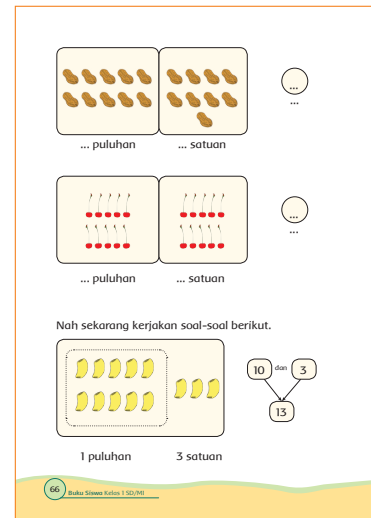 ...
...
... puluhan ... satuan
...
...
... puluhan ... satuan
Nah sekarang kerjakan soal-soal berikut.
10 dan 3
13
1 puluhan 3 satuan
66 Buku Siswa Kelas 1 SD/MI